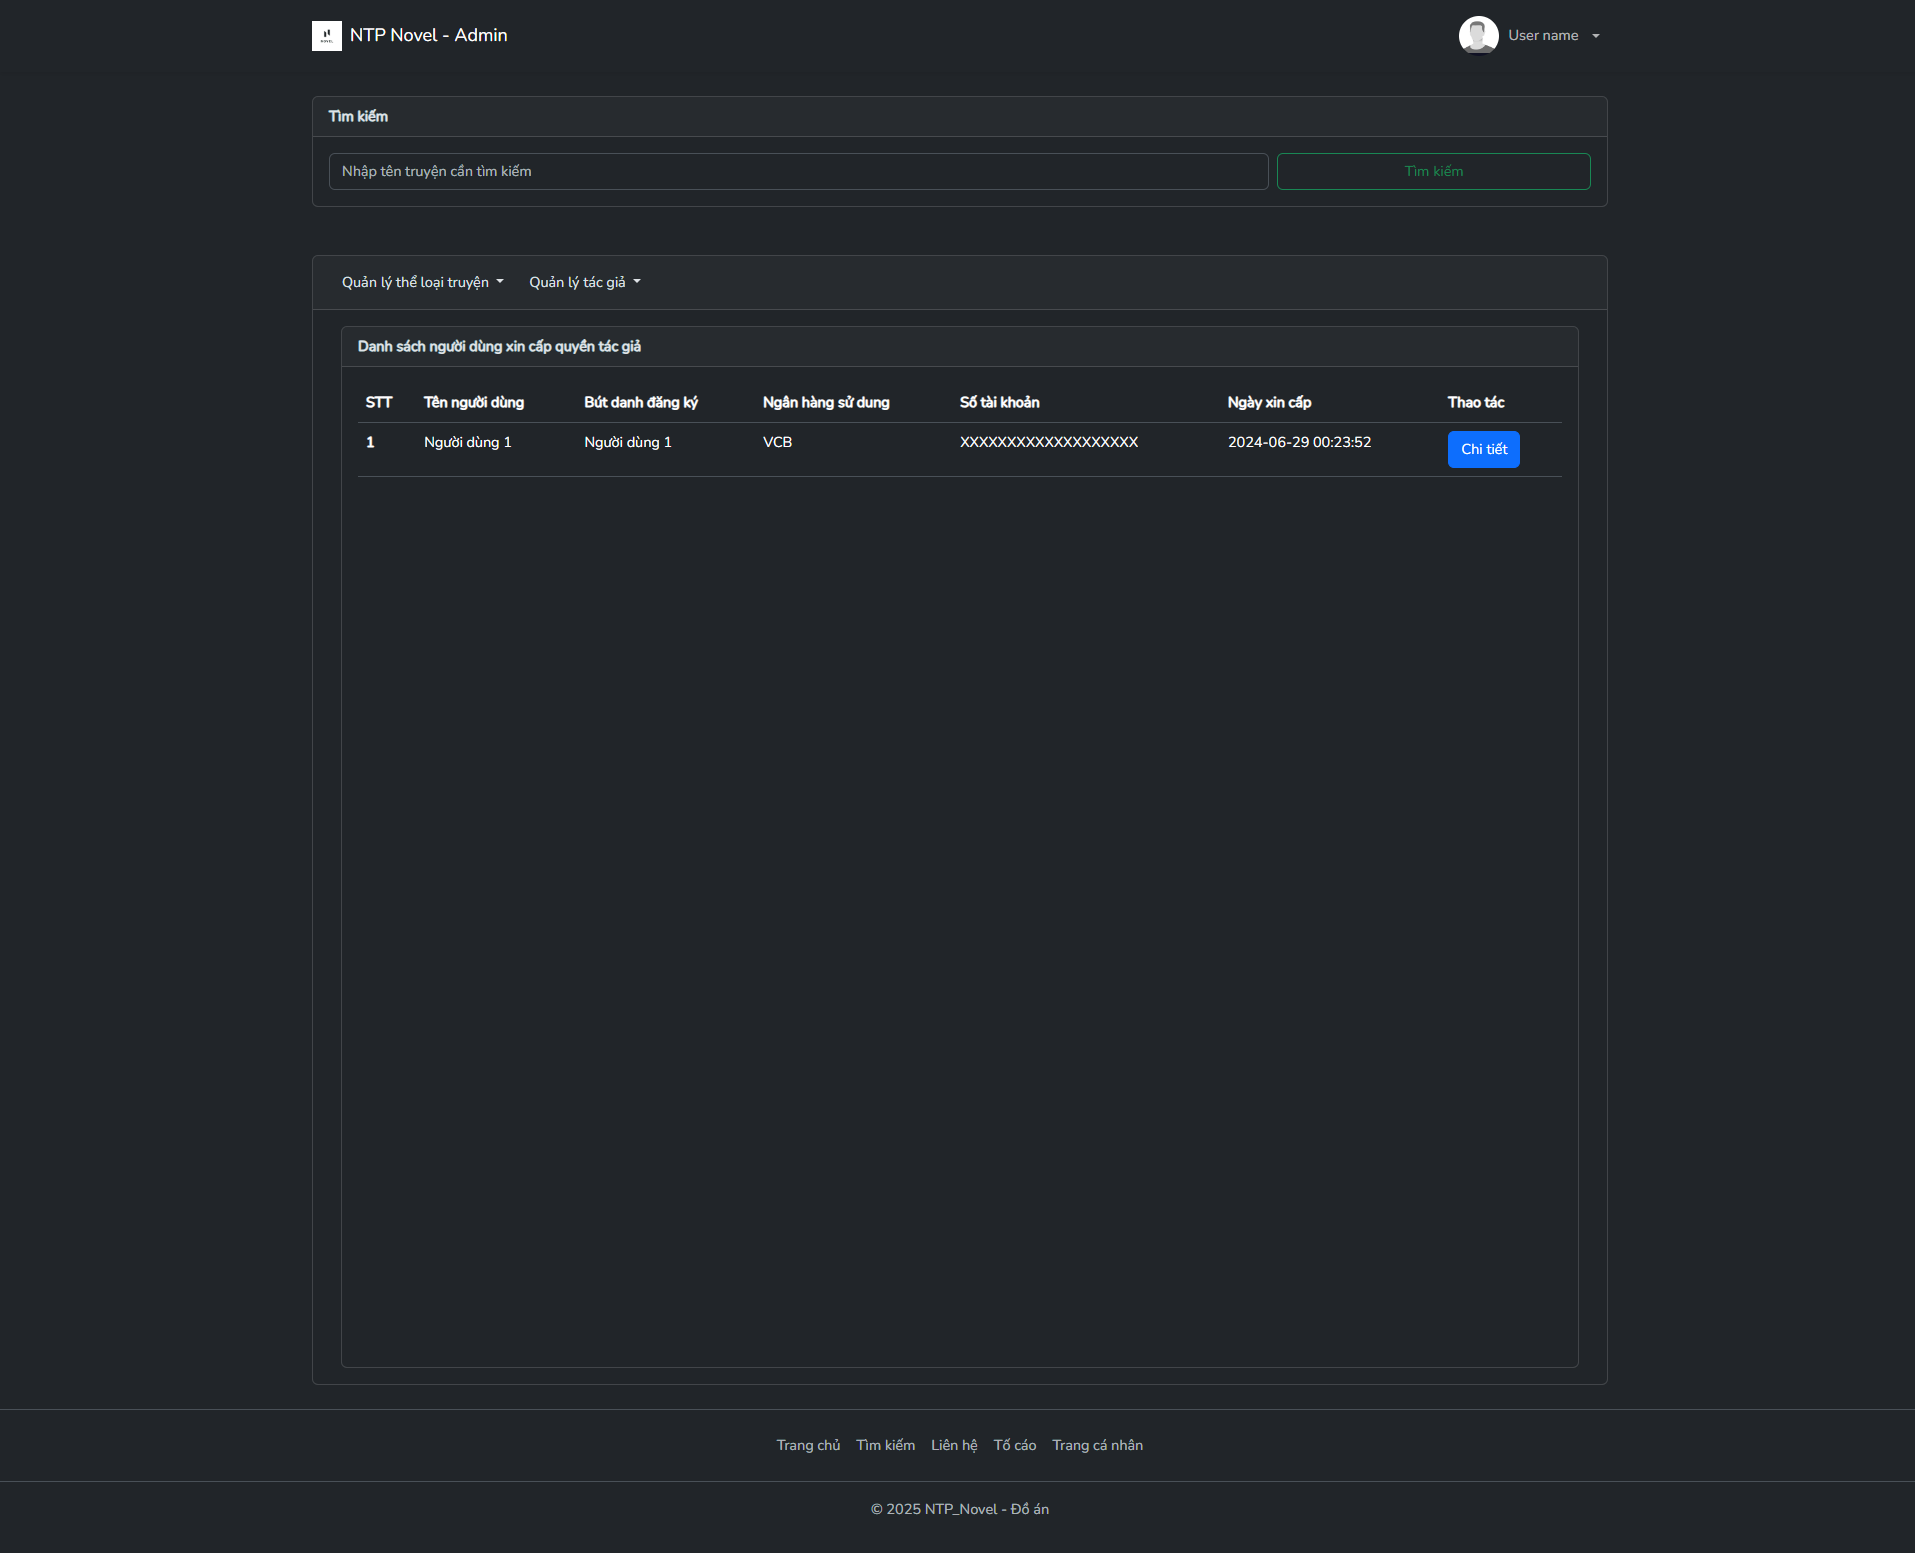 NOVEL
NTP Novel - Admin
User name
Tìm kiếm
Nhập tên truyện cần tìm kiếm
Tìm kiếm
Quản lý thể loại truyện Quản lý tác giả
Danh sách người dùng xin cấp quyền tác giả
STT Tên người dùng Bút danh đăng ký Ngân hàng sử dung Số tài khoản Ngày xin cấp Thao tác
1 Người dùng 1 Người dùng 1 VCB XXXXXXXXXXXXXXXXXXX 2024-06-29 00:23:52 Chi tiết
Trang chủ Tìm kiếm Liên hệ Tố cáo Trang cá nhân
© 2025 NTP_Novel - Đồ án